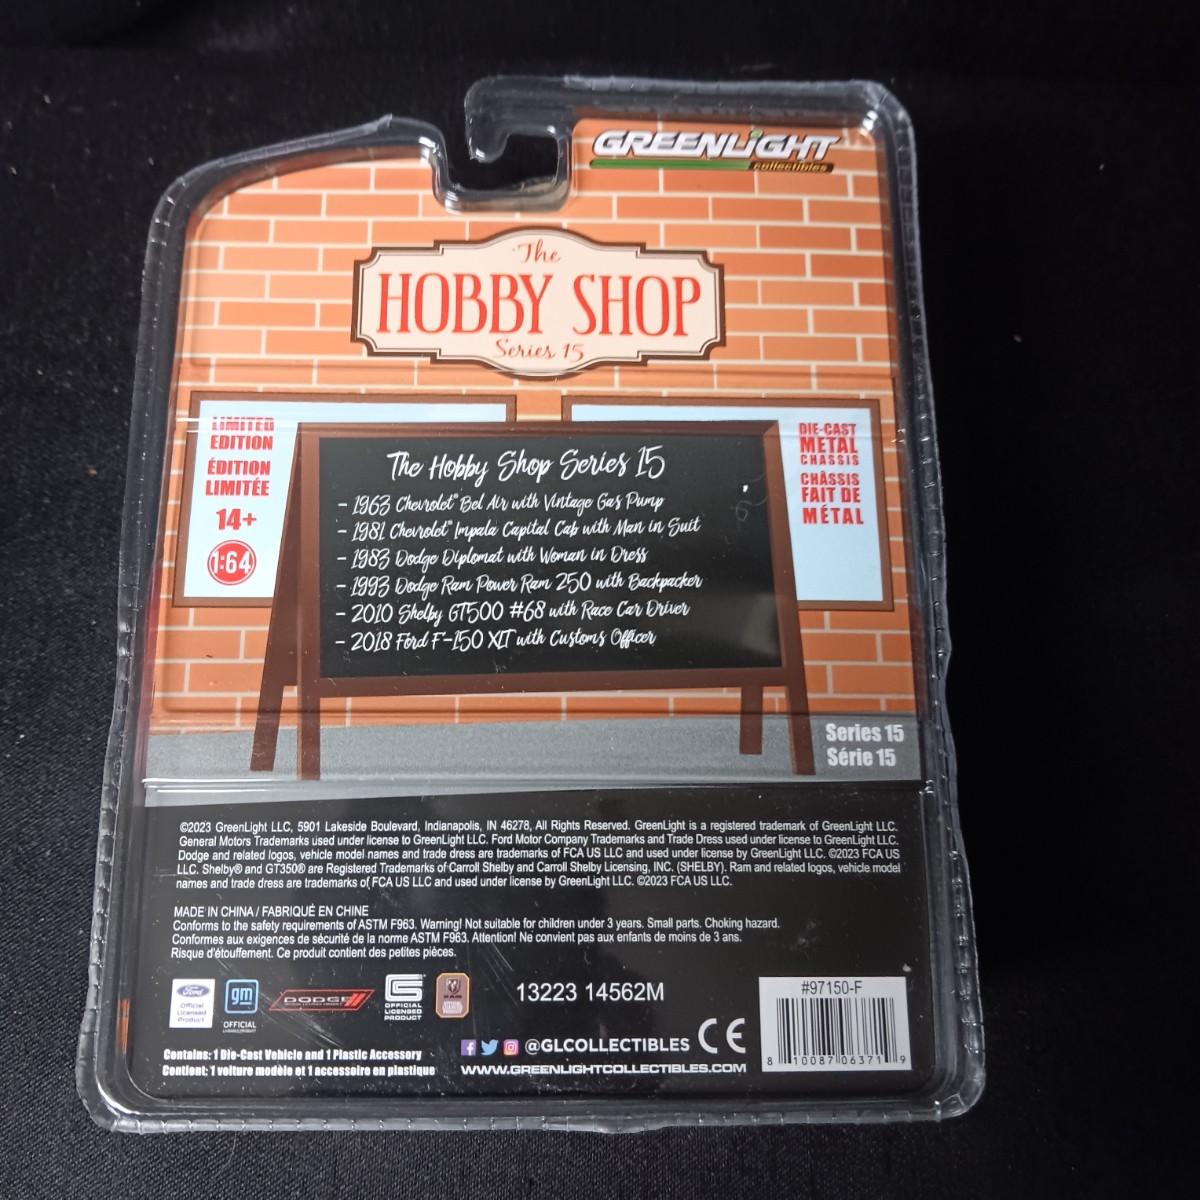 GREENLiGHT
collectibles
The
HOBBY SHOP
Series 15
LIMITED
EDITION
ÉDITION
LIMITÉE
14+
1:64
DIE-CAST
METAL
CHASSIS
CHÂSSIS
FAIT DE
MÉTAL
The Hobby Shop Series 15
- 1963 Chevrolet® Bel Air with Vintage Gas Pump
- 1981 Chevrolet® Impala Capital Cab with Man in Suit
- 1983 Dodge Diplomat with Woman in Dress
- 1993 Dodge Ram Power Ram 250 with Backpacker
- 2010 Shelby GT500 #68 with Race Car Driver
- 2018 Ford F-150 XLT with Customs Officer
Series 15
Série 15
©2023 GreenLight LLC, 5901 Lakeside Boulevard, Indianapolis, IN 46278, All Rights Reserved. GreenLight is a registered trademark of GreenLight LLC.
General Motors Trademarks used under license to GreenLight LLC. Ford Motor Company Trademarks and Trade Dress used under license to GreenLight LLC.
Dodge and related logos, vehicle model names and trade dress are trademarks of FCA US LLC and used under license by GreenLight LLC. ©2023 FCA US
LLC. Shelby® and GT350® are Registered Trademarks of Carroll Shelby and Carroll Shelby Licensing, INC. (SHELBY). Ram and related logos, vehicle model
names and trade dress are trademarks of FCA US LLC and used under license by GreenLight LLC. ©2023 FCA US LLC.
MADE IN CHINA / FABRIQUÉ EN CHINE
Conforms to the safety requirements of ASTM F963. Warning! Not suitable for children under 3 years. Small parts. Choking hazard.
Conformes aux exigences de sécurité de la norme ASTM F963. Attention! Ne convient pas aux enfants de moins de 3 ans.
Risque d'étouffement. Ce produit contient des petites pièces.
Ford
Official
Licensed
Product
gm
OFFICIAL
DODGE
OFFICIAL
LICENSED
PRODUCT
RAM
13223 14562M
@GLCOLLECTIBLES
CE
WWW.GREENLIGHTCOLLECTIBLES.COM
#97150-F
8 10087 06371 9
Contains: 1 Die-Cast Vehicle and 1 Plastic Accessory
Contient: 1 voiture modèle et 1 accessoire en plastique